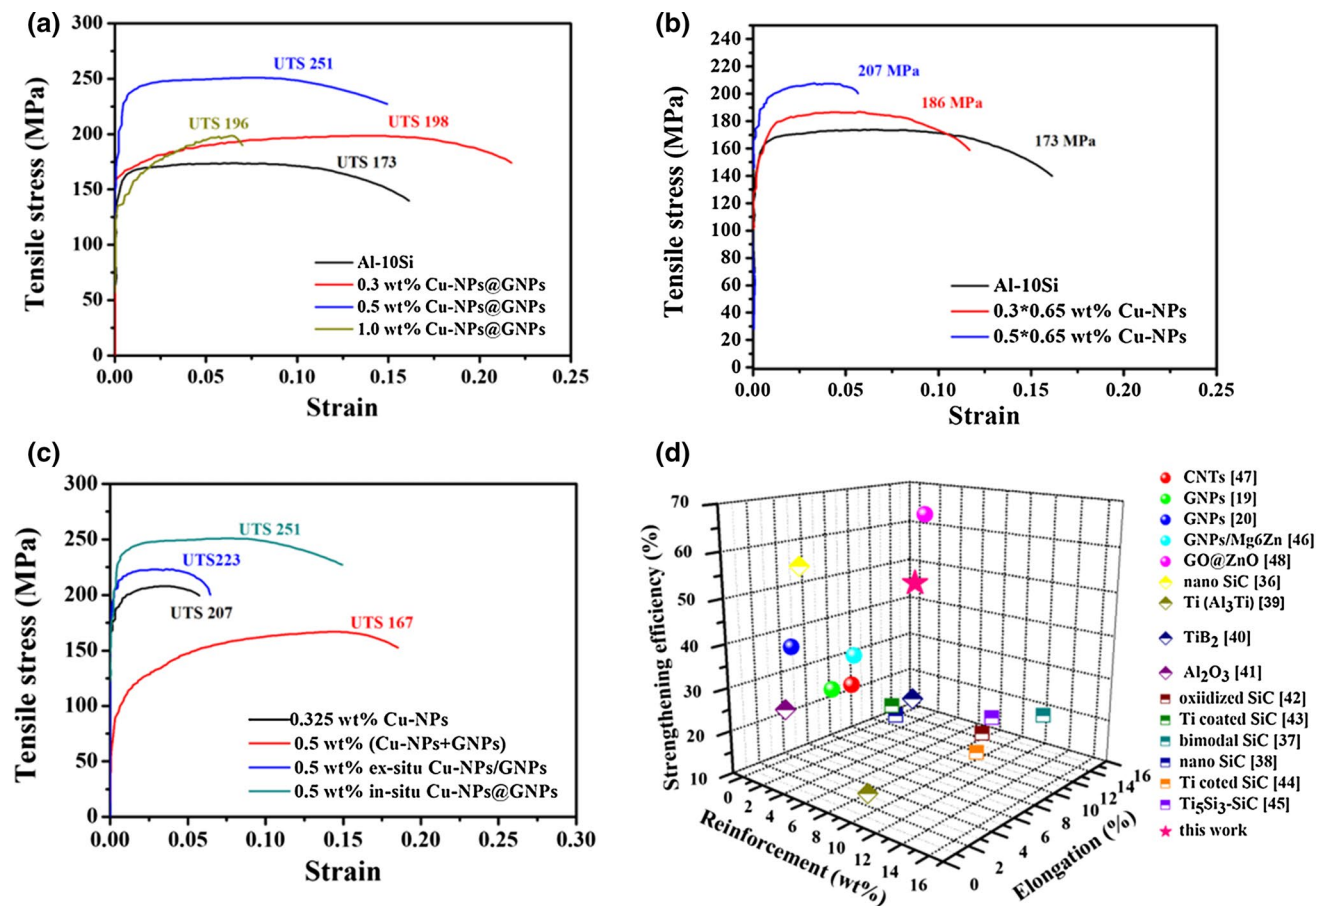 (a)
300
250
200
150
100
50
0
Tensile stress (MPa)
UTS 251
UTS 196
UTS 198
UTS 173
Al-10Si
0.3 wt% Cu-NPs@GNPs
0.5 wt% Cu-NPs@GNPs
1.0 wt% Cu-NPs@GNPs
0.00 0.05 0.10 0.15 0.20 0.25
Strain
(b)
240
220
200
180
160
140
120
100
80
60
40
20
0
Tensile stress (MPa)
207 MPa
186 MPa
173 MPa
Al-10Si
0.3*0.65 wt% Cu-NPs
0.5*0.65 wt% Cu-NPs
0.00 0.05 0.10 0.15 0.20 0.25
Strain
(c)
300
250
200
150
100
50
0
Tensile stress (MPa)
UTS 251
UTS223
UTS 207
UTS 167
0.325 wt% Cu-NPs
0.5 wt% (Cu-NPs+GNPs)
0.5 wt% ex-situ Cu-NPs/GNPs
0.5 wt% in-situ Cu-NPs@GNPs
0.00 0.05 0.10 0.15 0.20 0.25 0.30
Strain
(d)
70
60
50
40
30
20
10
Strengthening efficiency (%)
0 2 4 6 8 10 12 14 16
Reinforcement (wt%)
0 2 4 6 8 10 12 14 16
Elongation (%)
CNTs [47]
GNPs [19]
GNPs [20]
GNPs/Mg6Zn [46]
GO@ZnO [48]
nano SiC [36]
Ti (Al3Ti) [39]
TiB2 [40]
Al2O3 [41]
oxiidized SiC [42]
Ti coated SiC [43]
bimodal SiC [37]
nano SiC [38]
Ti coted SiC [44]
Ti5Si3-SiC [45]
this work